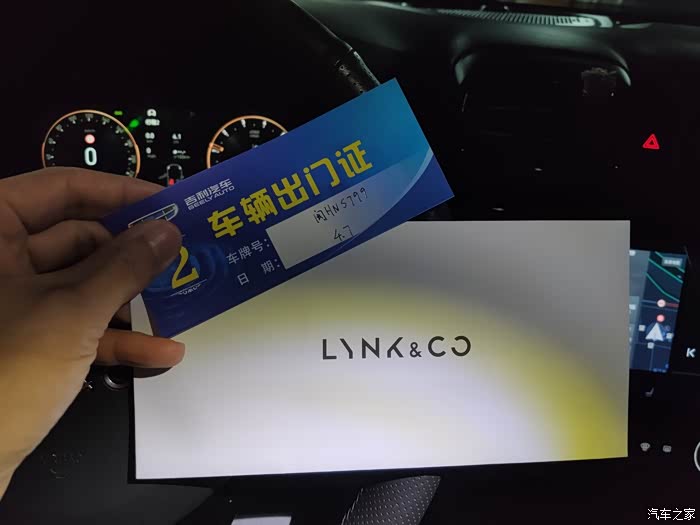 0
吉利汽车
GEELY AUTO
车辆出门证
2
车牌号:
闽HN5799
日 期:
4.7
LYNK & CO
K
汽车之家